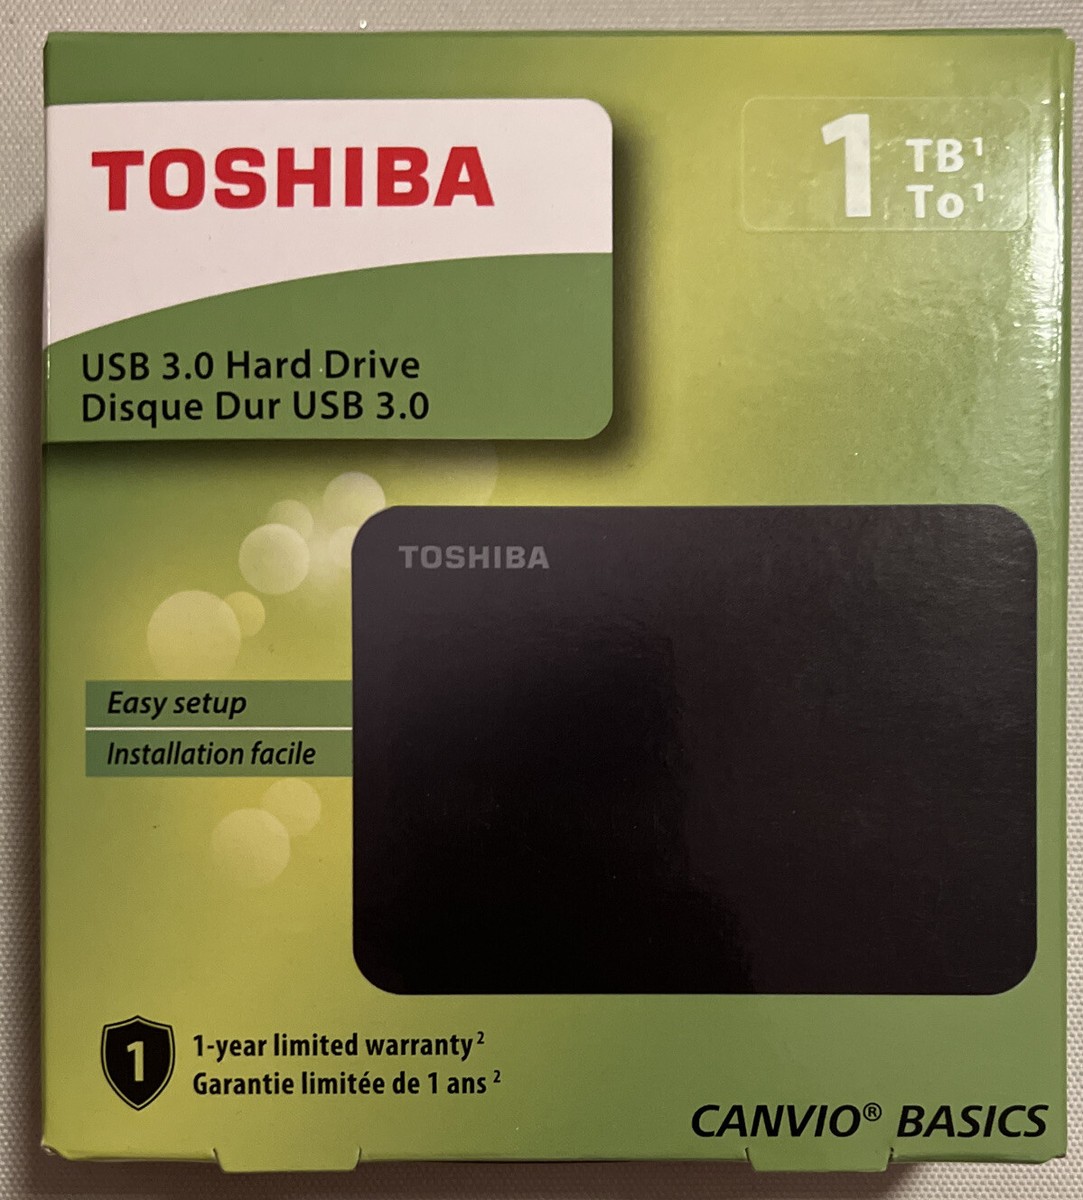 TOSHIBA
1 TB¹
To¹
USB 3.0 Hard Drive
Disque Dur USB 3.0
TOSHIBA
Easy setup
Installation facile
1
1-year limited warranty²
Garantie limitée de 1 ans²
CANVIO® BASICS